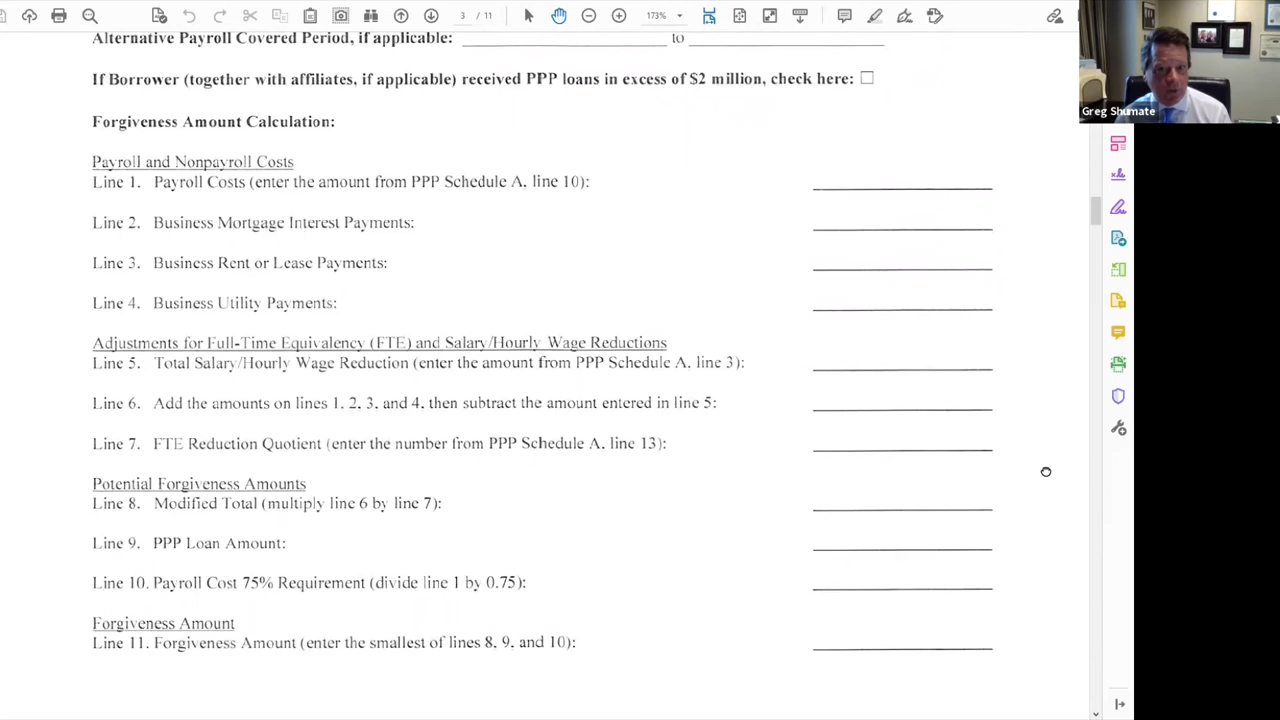 3 / 11
173%
Alternative Payroll Covered Period, if applicable: ____________ to ____________
If Borrower (together with affiliates, if applicable) received PPP loans in excess of $2 million, check here: ☐
Greg Shumate
Forgiveness Amount Calculation:
Payroll and Nonpayroll Costs
Line 1. Payroll Costs (enter the amount from PPP Schedule A, line 10):
Line 2. Business Mortgage Interest Payments:
Line 3. Business Rent or Lease Payments:
Line 4. Business Utility Payments:
Adjustments for Full-Time Equivalency (FTE) and Salary/Hourly Wage Reductions
Line 5. Total Salary/Hourly Wage Reduction (enter the amount from PPP Schedule A, line 3):
Line 6. Add the amounts on lines 1, 2, 3, and 4, then subtract the amount entered in line 5:
Line 7. FTE Reduction Quotient (enter the number from PPP Schedule A, line 13):
Potential Forgiveness Amounts
Line 8. Modified Total (multiply line 6 by line 7):
Line 9. PPP Loan Amount:
Line 10. Payroll Cost 75% Requirement (divide line 1 by 0.75):
Forgiveness Amount
Line 11. Forgiveness Amount (enter the smallest of lines 8, 9, and 10):